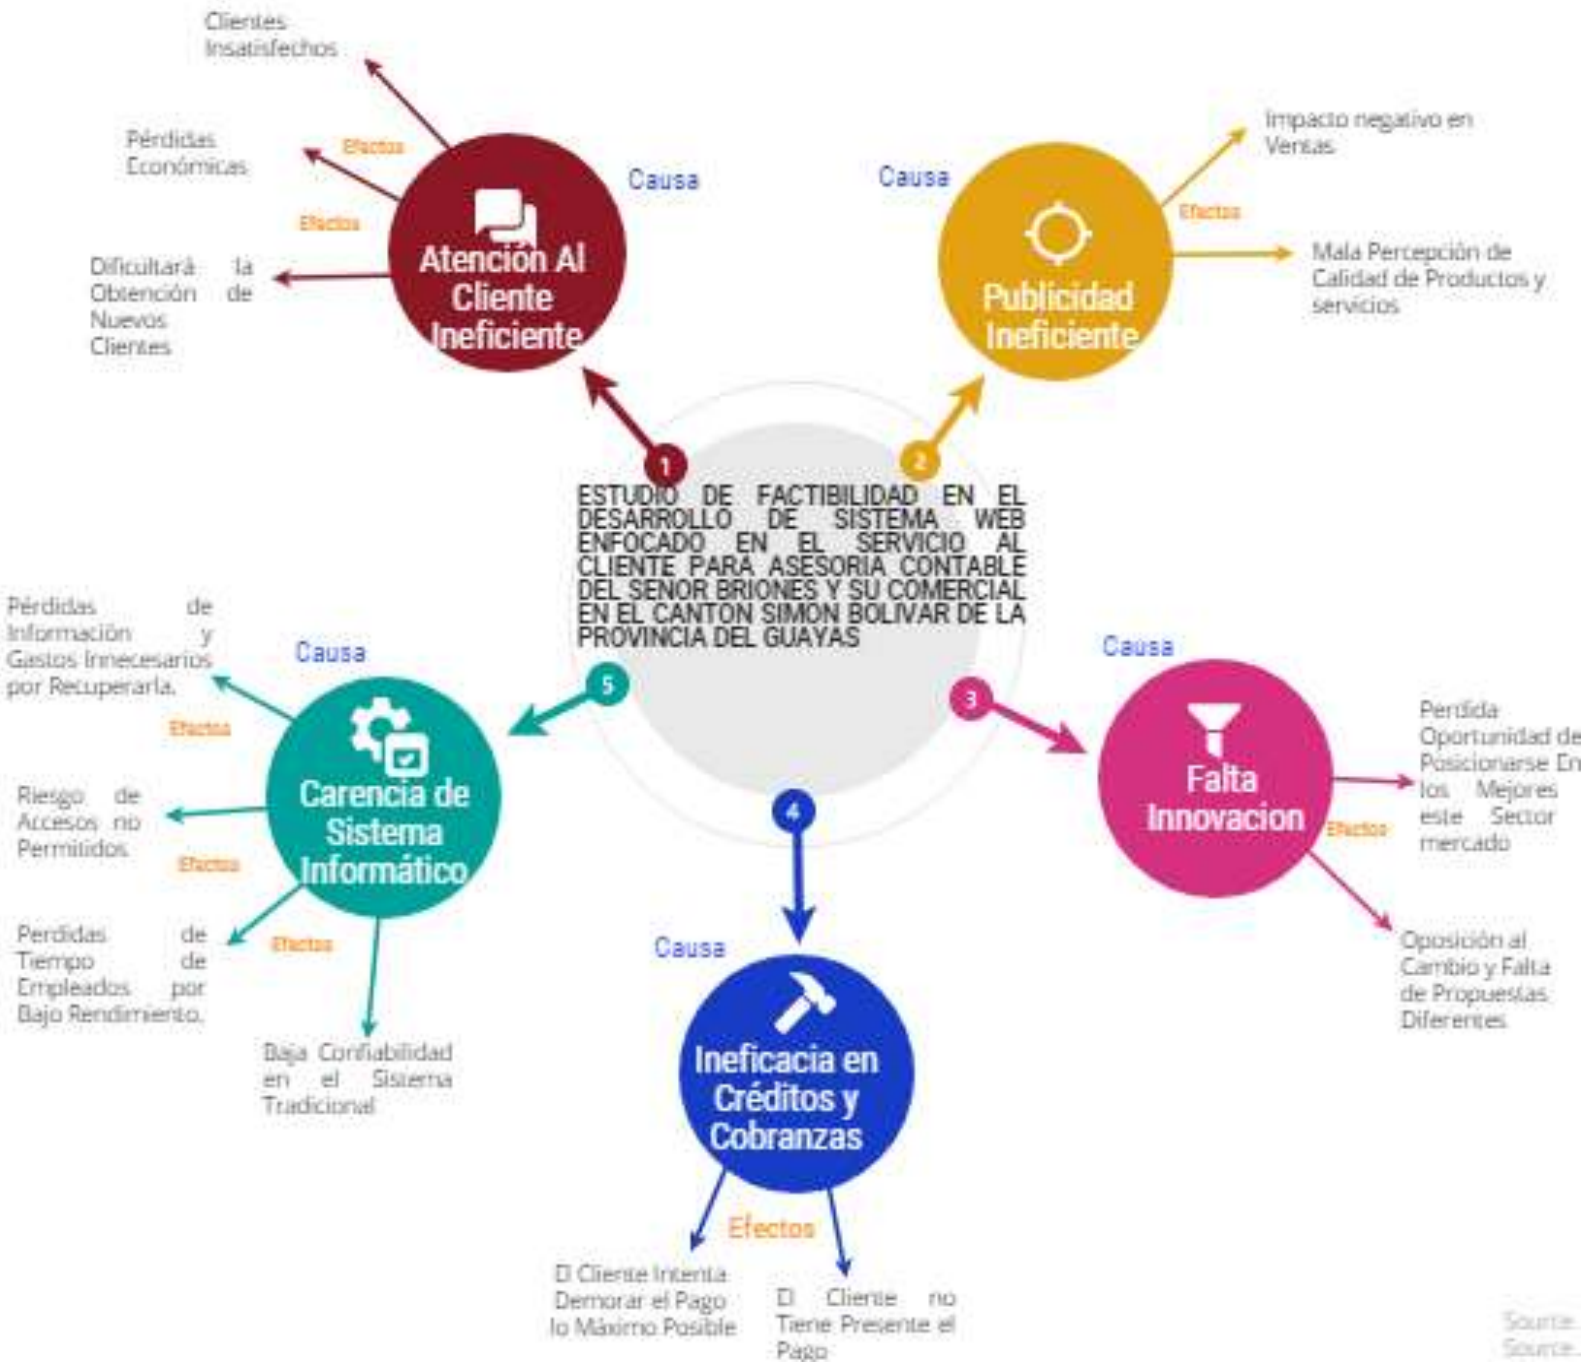 Clientes
Insatisfechos
Efectos
Pérdidas
Económicas
Efectos
Dificultará la
Obtención de
Nuevos
Clientes
Causa
Atención Al
Cliente
Ineficiente
1
Causa
Publicidad
Ineficiente
2
Impacto negativo en
Ventas
Efectos
Mala Percepción de
Calidad de Productos y
servicios
ESTUDIO DE FACTIBILIDAD EN EL
DESARROLLO DE SISTEMA WEB
ENFOCADO EN EL SERVICIO AL
CLIENTE PARA ASESORIA CONTABLE
DEL SENOR BRIONES Y SU COMERCIAL
EN EL CANTON SIMON BOLIVAR DE LA
PROVINCIA DEL GUAYAS
3
Causa
Falta
Innovacion
Perdida
Oportunidad de
Posicionarse En
los Mejores
este Sector
mercado
Efectos
Oposición al
Cambio y Falta
de Propuestas
Diferentes
4
Causa
Ineficacia en
Créditos y
Cobranzas
Efectos
El Cliente Intenta
Demorar el Pago
lo Máximo Posible
El Cliente no
Tiene Presente el
Pago
5
Causa
Carencia de
Sistema
Informático
Pérdidas de
Información y
Gastos Innecesarios
por Recuperarla.
Efectos
Riesgo de
Accesos no
Permitidos
Efectos
Perdidas de
Tiempo de
Empleados por
Bajo Rendimiento.
Efectos
Baja Confiabilidad
en el Sistema
Tradicional
Source
Source